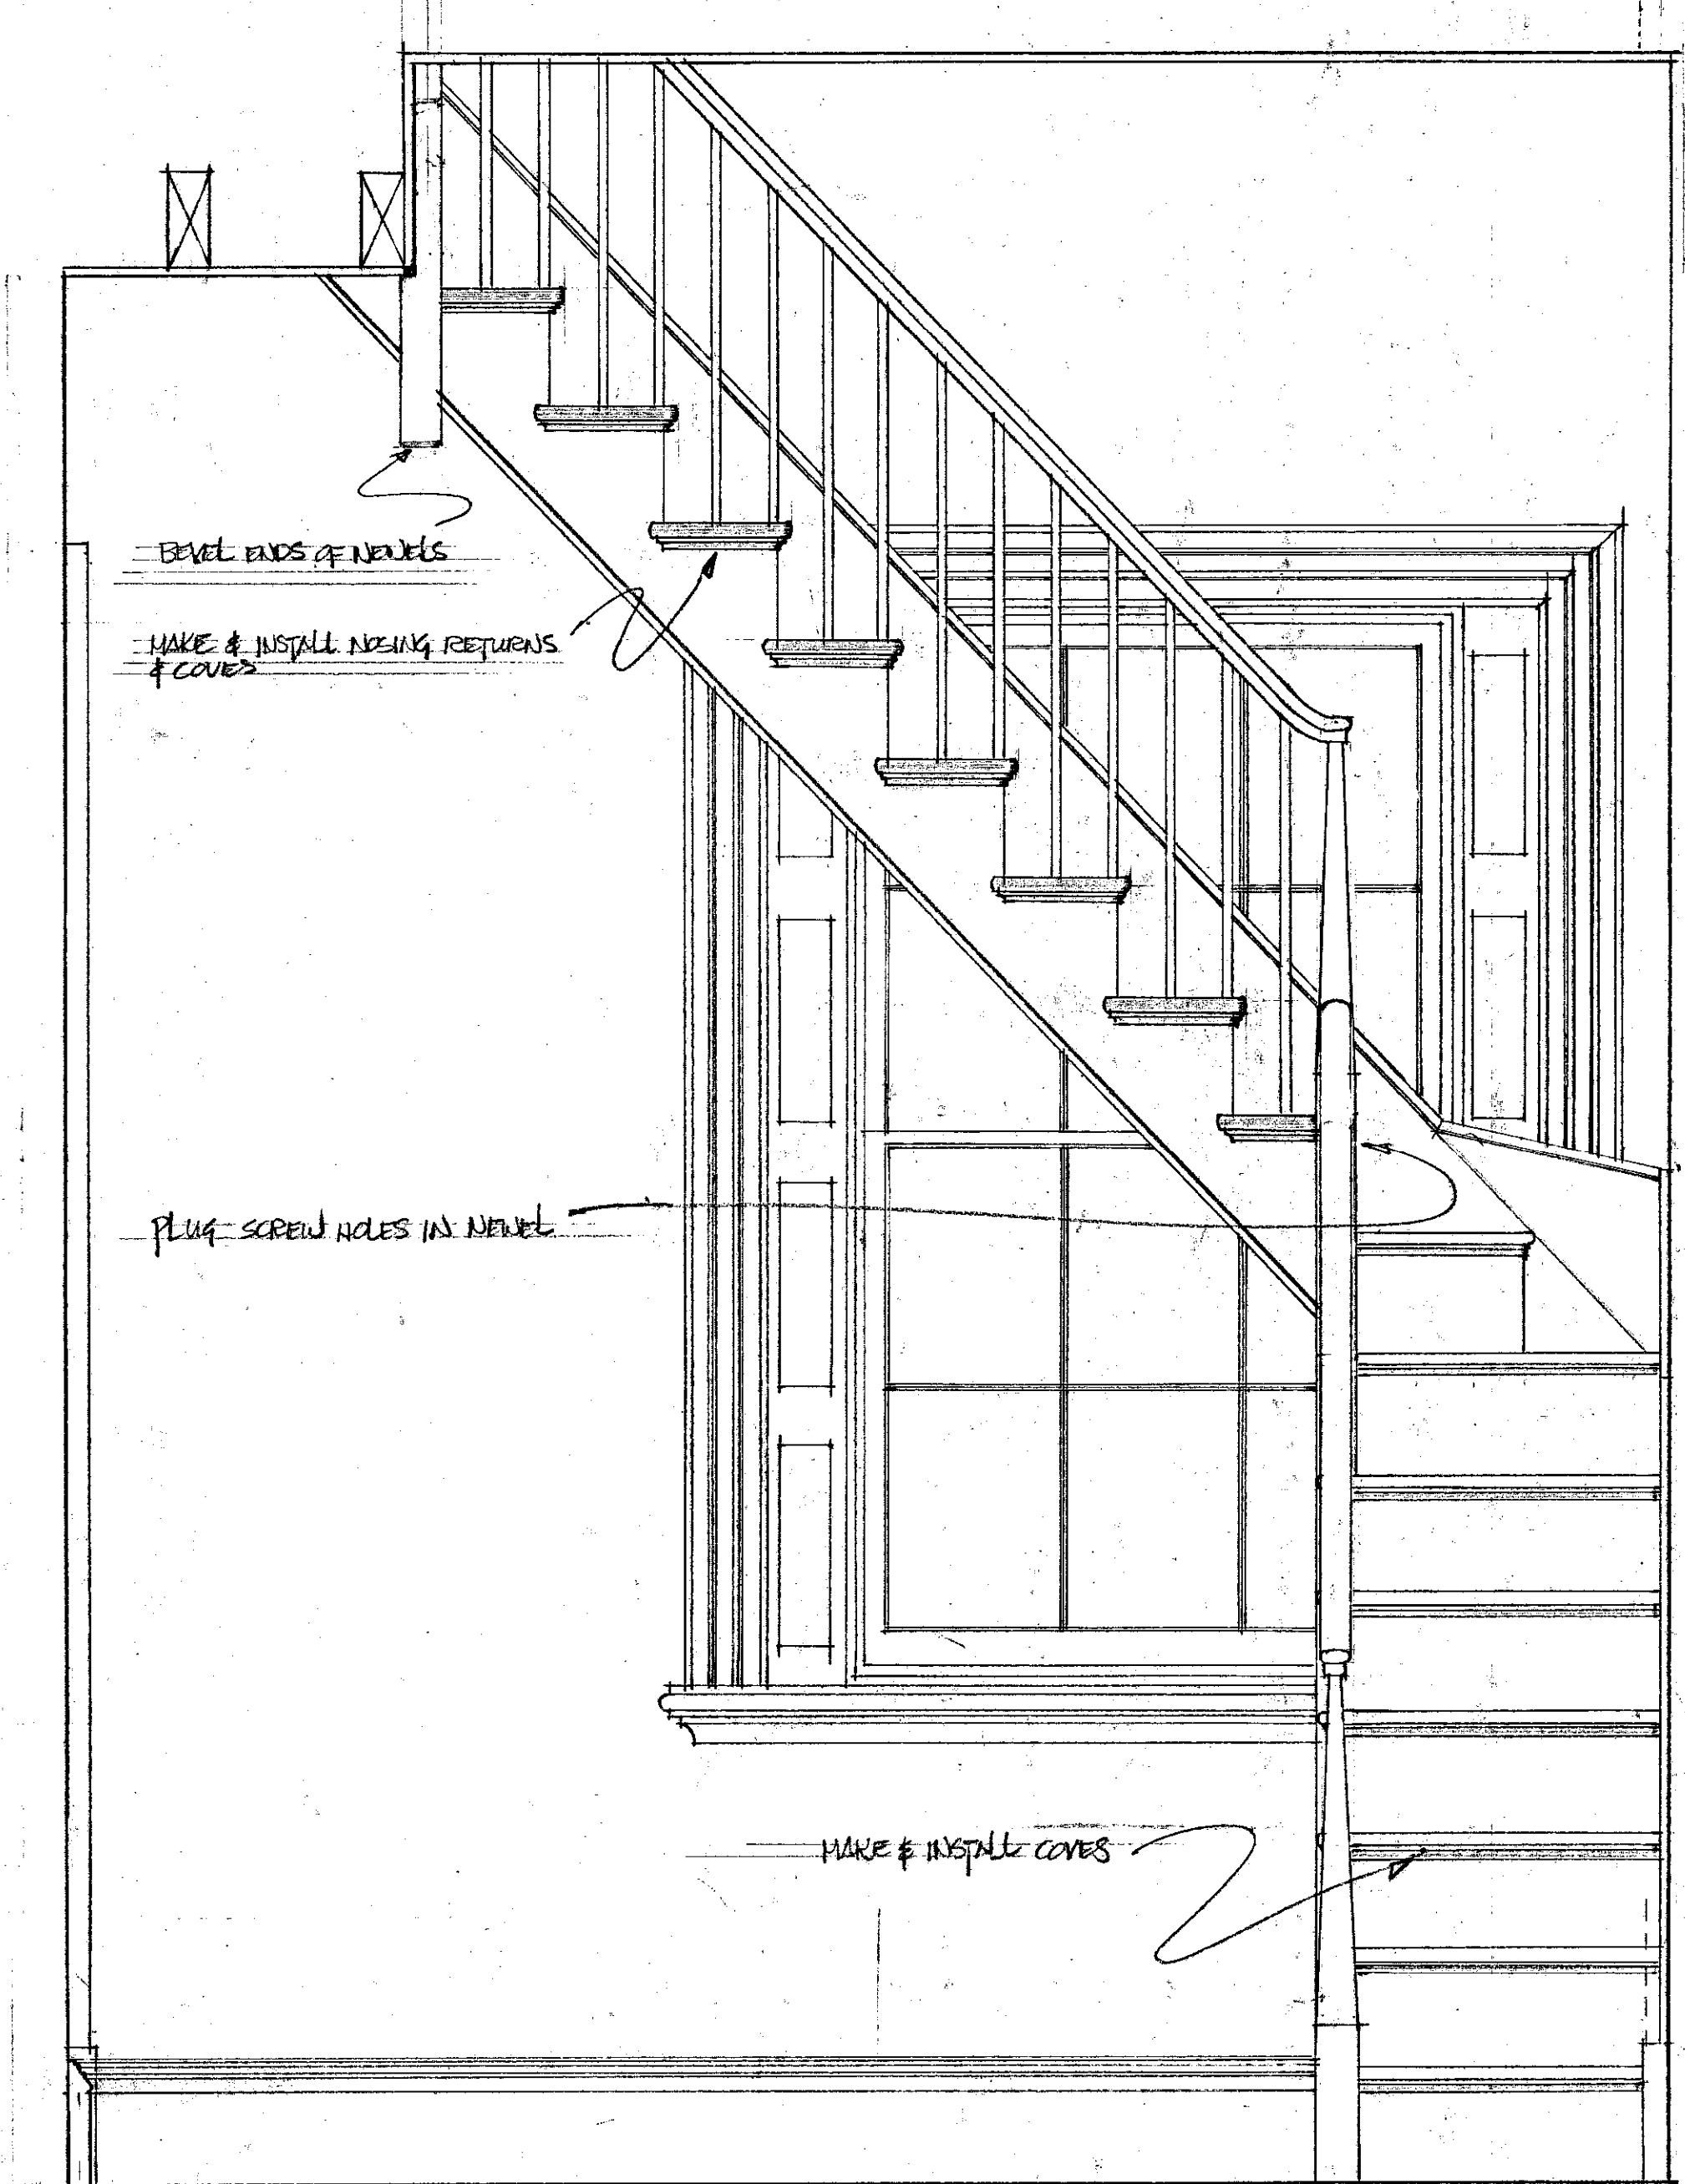 BEVEL ENDS OF NEWELS
MAKE & INSTALL NOSING RETURNS
& COVES
PLUG SCREW HOLES IN NEWEL
MAKE & INSTALL COVES